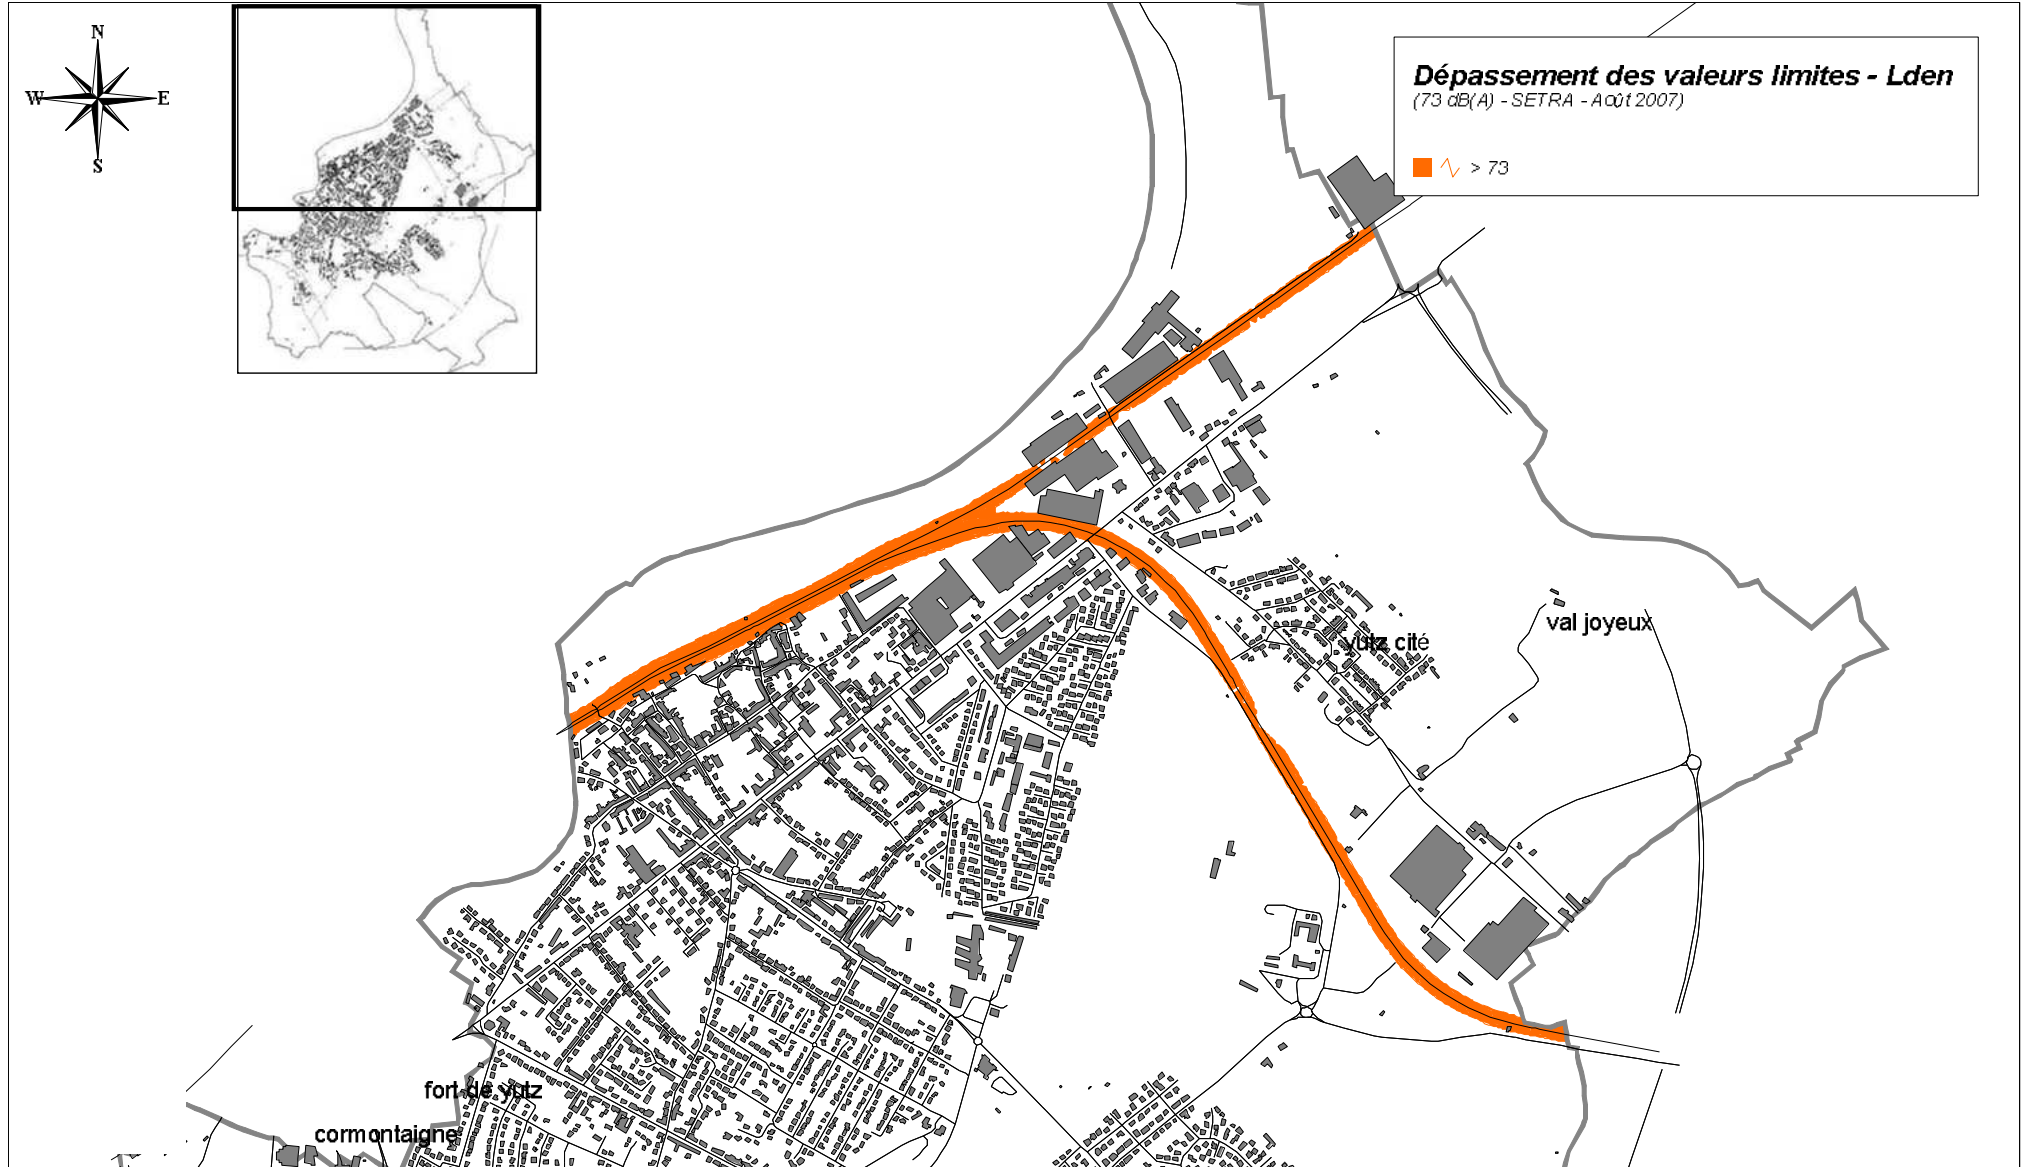 N
W E
S
Dépassement des valeurs limites - Lden
(73 dB(A) - SETRA - Août 2007)
> 73
val joyeux
yutz cité
fort de yutz
cormontaigne